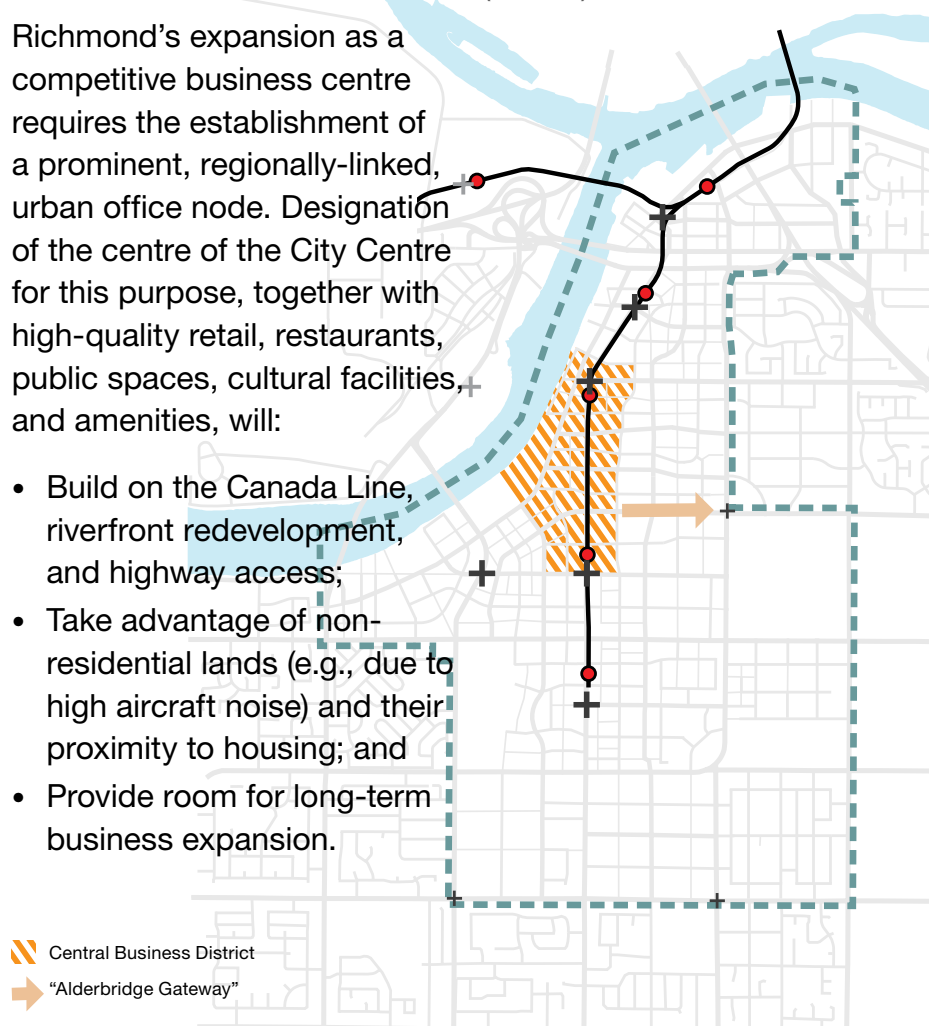 Richmond’s expansion as a
competitive business centre
requires the establishment of
a prominent, regionally-linked,
urban office node. Designation
of the centre of the City Centre
for this purpose, together with
high-quality retail, restaurants,
public spaces, cultural facilities,
and amenities, will:
• Build on the Canada Line,
riverfront redevelopment,
and highway access;
• Take advantage of non-
residential lands (e.g., due to
high aircraft noise) and their
proximity to housing; and
• Provide room for long-term
business expansion.
Central Business District
“Alderbridge Gateway”